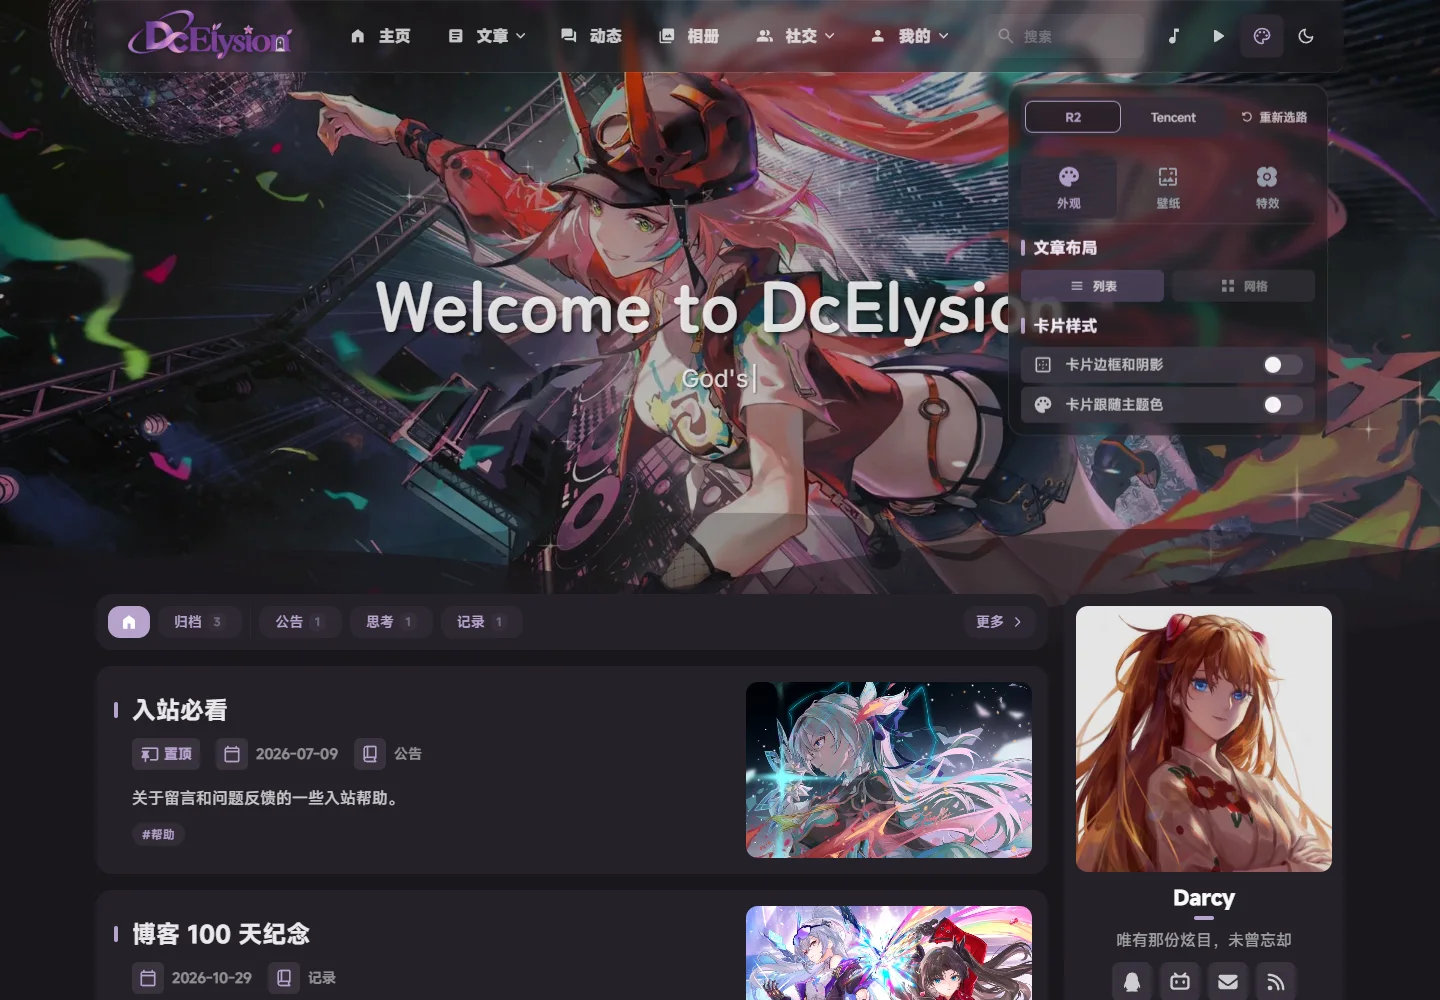 DcElysion
主页
文章
动态
相册
社交
我的
搜索
R2
Tencent
重新选路
外观
壁纸
特效
文章布局
列表
网格
卡片样式
卡片边框和阴影
卡片跟随主题色
Welcome to DcElysion
God's|
归档 3
公告 1
思考 1
记录 1
更多
入站必看
置顶 2026-07-09 公告
关于留言和问题反馈的一些入站帮助。
#帮助
博客 100 天纪念
2026-10-29 记录
Darcy
唯有那份炫目，未曾忘却